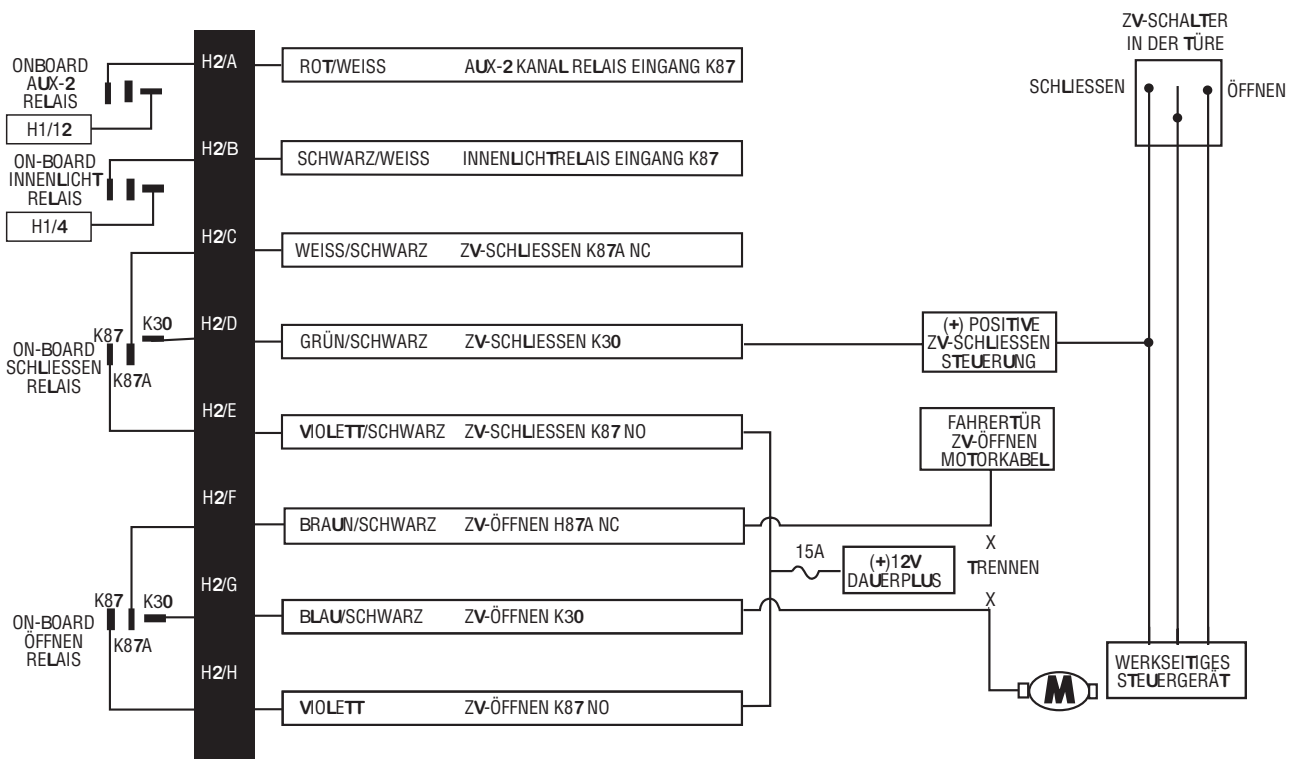 ZV-SCHALTER
IN DER TÜRE
SCHLIESSEN
ÖFFNEN
ONBOARD
AUX-2
RELAIS
H1/12
H2/A
ROT/WEISS AUX-2 KANAL RELAIS EINGANG K87
ON-BOARD
INNENLICHT
RELAIS
H1/4
H2/B
SCHWARZ/WEISS INNENLICHTRELAIS EINGANG K87
H2/C
WEISS/SCHWARZ ZV-SCHLIESSEN K87A NC
ON-BOARD
SCHLIESSEN
RELAIS
K87
K30
K87A
H2/D
GRÜN/SCHWARZ ZV-SCHLIESSEN K30
(+) POSITIVE
ZV-SCHLIESSEN
STEUERUNG
H2/E
VIOLETT/SCHWARZ ZV-SCHLIESSEN K87 NO
FAHRERTÜR
ZV-ÖFFNEN
MOTORKABEL
H2/F
BRAUN/SCHWARZ ZV-ÖFFNEN H87A NC
15A
(+)12V
DAUERPLUS
X
TRENNEN
X
ON-BOARD
ÖFFNEN
RELAIS
K87
K30
K87A
H2/G
BLAU/SCHWARZ ZV-ÖFFNEN K30
H2/H
VIOLETT ZV-ÖFFNEN K87 NO
M
WERKSEITIGES
STEUERGERÄT